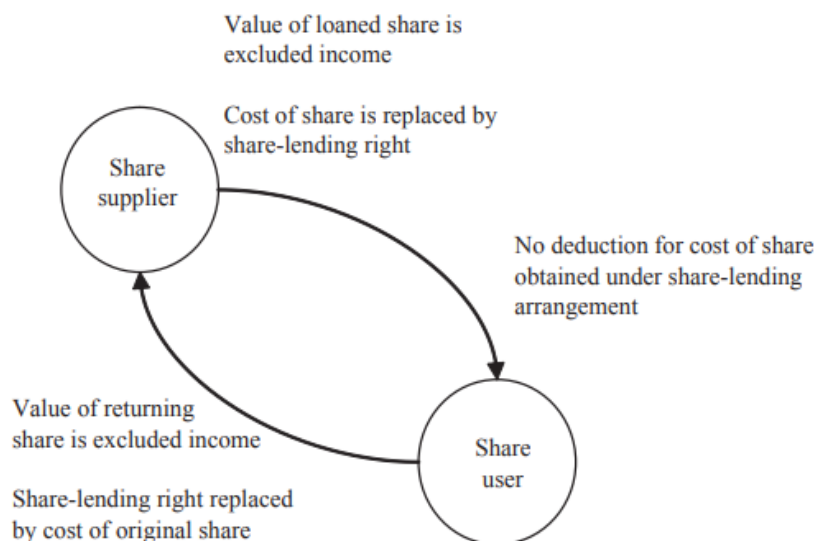 Value of loaned share is
excluded income
Cost of share is replaced by
share-lending right
Share
supplier
No deduction for cost of share
obtained under share-lending
arrangement
Value of returning
share is excluded income
Share
user
Share-lending right replaced
by cost of original share